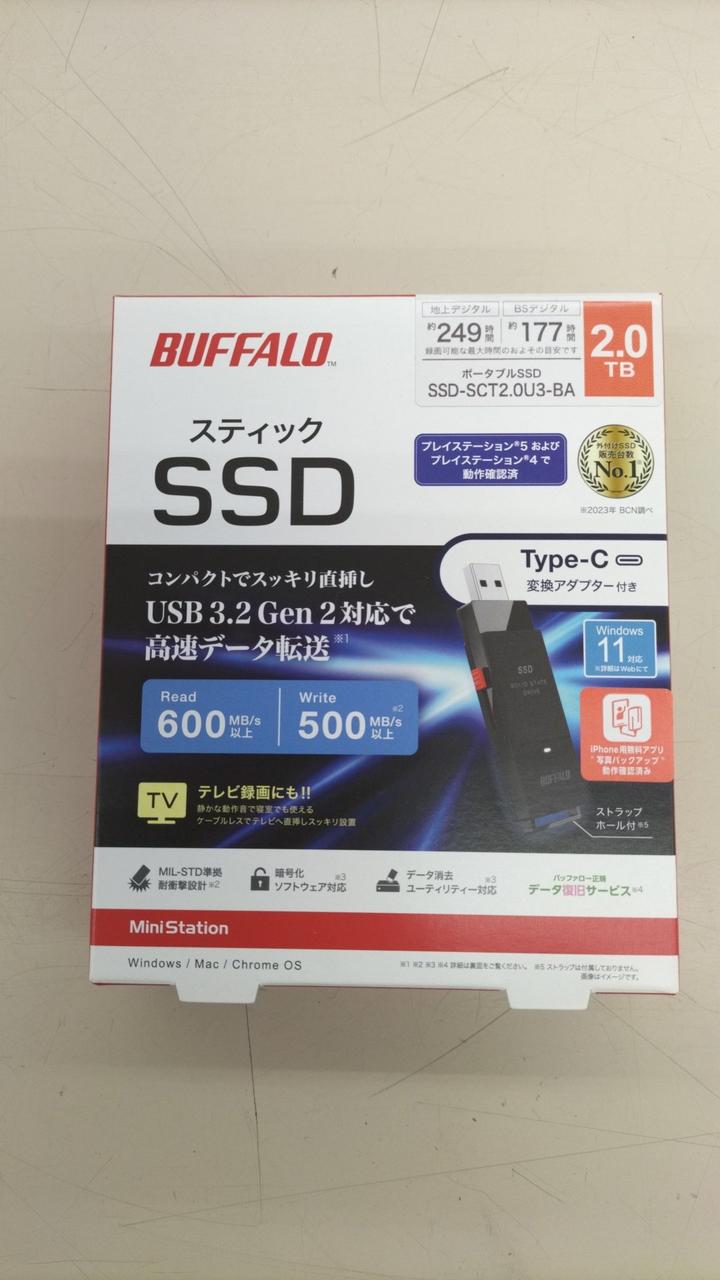 BUFFALO™
地上デジタル BSデジタル
約249時間 約177時間
録画可能な最大時間のおよその目安です
2.0
TB
ポータブルSSD
SSD-SCT2.0U3-BA
スティック
SSD
プレイステーション※5 および
プレイステーション※4 で
動作確認済
外付けSSD
販売台数
No.1
※2023年 BCN調べ
Type-C
変換アダプター付き
コンパクトでスッキリ直挿し
USB 3.2 Gen 2 対応で
高速データ転送※1
Read
600 MB/s以上
Write ※2
500 MB/s以上
Windows
11対応
※詳細はWebにて
SSD
SOLID STATE
DRIVE
BUFFALO
iPhone用無料アプリ
"写真バックアップ"
動作確認済み
TV
テレビ録画にも!!
静かな動作音で寝室でも使える
ケーブルレスでテレビへ直挿しスッキリ設置
ストラップ
ホール付※5
MIL-STD準拠
耐衝撃設計※2
暗号化 ※3
ソフトウェア対応
データ消去 ※3
ユーティリティー対応
バッファロー正規
データ復旧サービス※4
MiniStation
Windows / Mac / Chrome OS
※1 ※2 ※3 ※4 詳細は裏面をご覧ください。 ※5 ストラップは付属しておりません。
画像はイメージです。